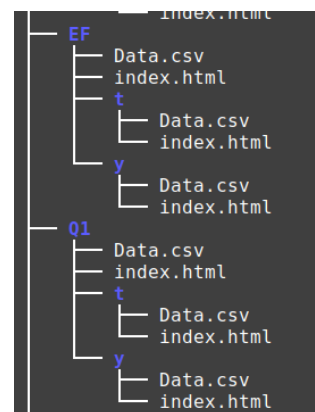 index.html
EF
Data.csv
index.html
t
Data.csv
index.html
y
Data.csv
index.html
Q1
Data.csv
index.html
t
Data.csv
index.html
y
Data.csv
index.html